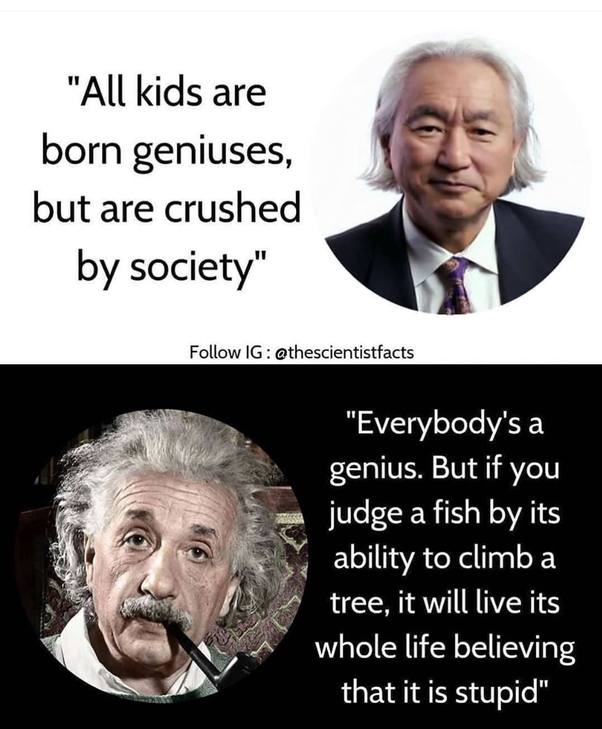 "All kids are
born geniuses,
but are crushed
by society"
Follow IG : @thescientistfacts
"Everybody's a
genius. But if you
judge a fish by its
ability to climb a
tree, it will live its
whole life believing
that it is stupid"